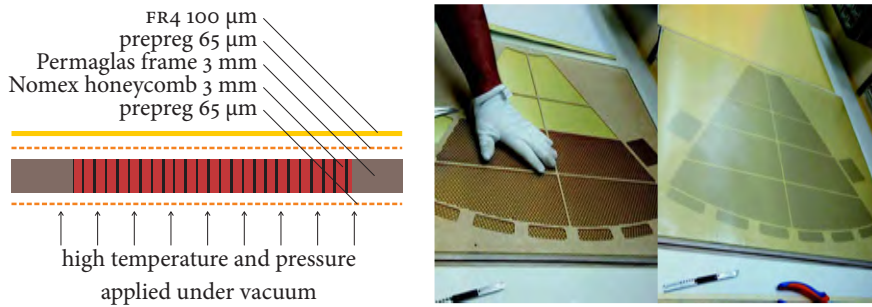 FR4 100 µm
prepreg 65 µm
Permaglas frame 3 mm
Nomex honeycomb 3 mm
prepreg 65 µm
high temperature and pressure
applied under vacuum